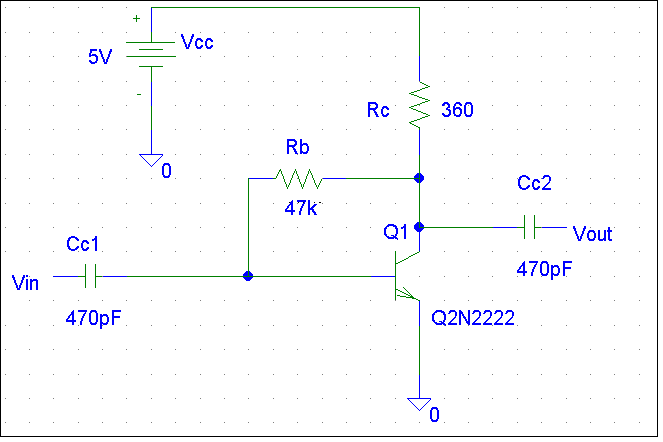 +
Vcc
5V
-
0
Rc 360
Rb
47k
Cc2
Q1
Vout
Cc1
470pF
Vin
470pF
Q2N2222
0